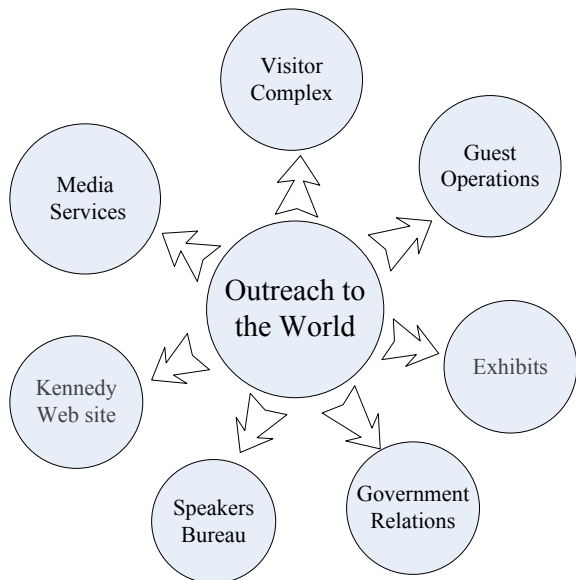 Visitor
Complex
Guest
Operations
Media
Services
Outreach to
the World
Exhibits
Kennedy
Web site
Government
Relations
Speakers
Bureau